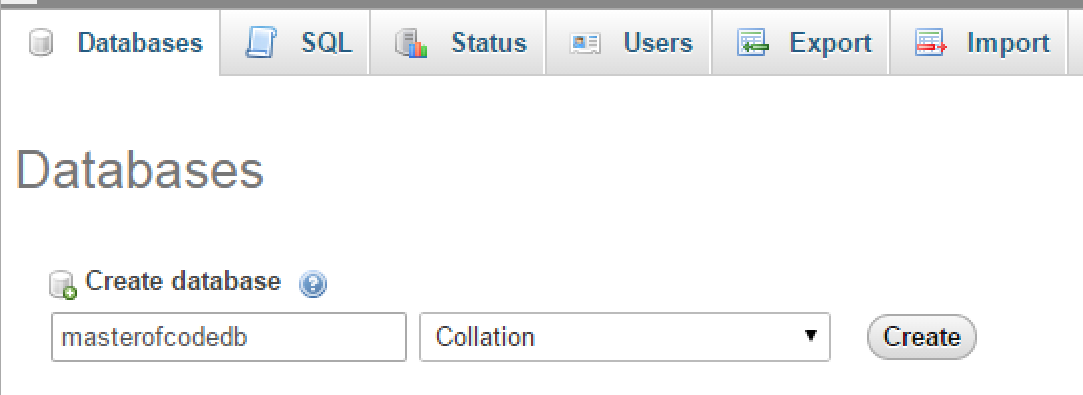 Databases SQL Status Users Export Import
Databases
Create database
masterofcodedb Collation Create